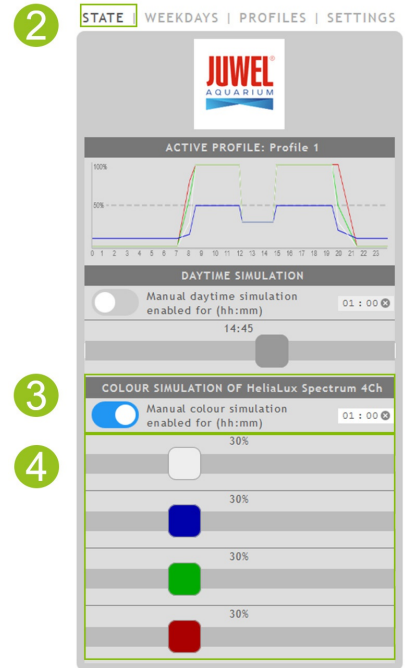 2
STATE | WEEKDAYS | PROFILES | SETTINGS
JUWEL
AQUARIUM
ACTIVE PROFILE: Profile 1
100%
50%
0 1 2 3 4 5 6 7 8 9 10 11 12 13 14 15 16 17 18 19 20 21 22 23
DAYTIME SIMULATION
Manual daytime simulation
enabled for (hh:mm)
01 : 00
14:45
3
COLOUR SIMULATION OF HeliaLux Spectrum 4Ch
Manual colour simulation
enabled for (hh:mm)
01 : 00
4
30%
30%
30%
30%